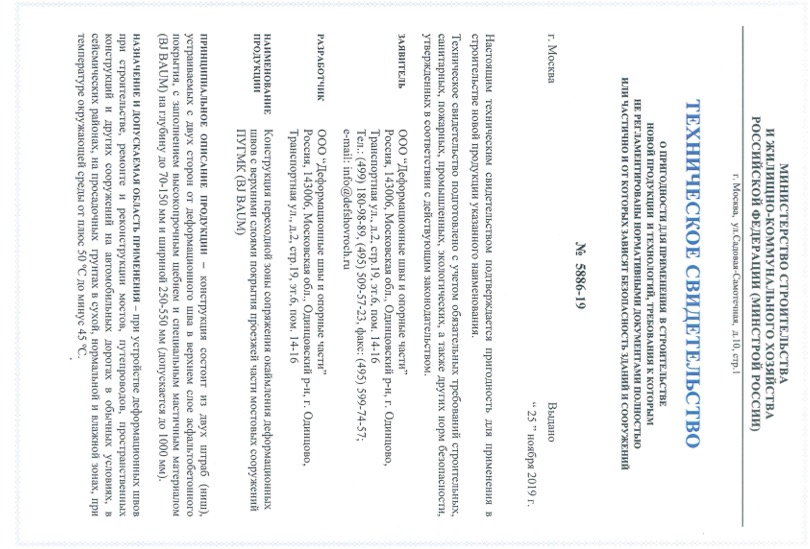 МИНИСТЕРСТВО СТРОИТЕЛЬСТВА
И ЖИЛИЩНО-КОММУНАЛЬНОГО ХОЗЯЙСТВА
РОССИЙСКОЙ ФЕДЕРАЦИИ (МИНСТРОЙ РОССИИ)
г. Москва, ул.Садовая-Самотечная, д.10, стр.1
ТЕХНИЧЕСКОЕ СВИДЕТЕЛЬСТВО
О ПРИГОДНОСТИ ДЛЯ ПРИМЕНЕНИЯ В СТРОИТЕЛЬСТВЕ
НОВОЙ ПРОДУКЦИИ И ТЕХНОЛОГИЙ, ТРЕБОВАНИЯ К КОТОРЫМ
НЕ РЕГЛАМЕНТИРОВАНЫ НОРМАТИВНЫМИ ДОКУМЕНТАМИ ПОЛНОСТЬЮ
ИЛИ ЧАСТИЧНО И ОТ КОТОРЫХ ЗАВИСЯТ БЕЗОПАСНОСТЬ ЗДАНИЙ И СООРУЖЕНИЙ
№ 5886-19
г. Москва Выдано
“ 25 ” ноября 2019 г.
Настоящим техническим свидетельством подтверждается пригодность для применения в
строительстве новой продукции указанного наименования.
Техническое свидетельство подготовлено с учетом обязательных требований строительных,
санитарных, пожарных, промышленных, экологических, а также других норм безопасности,
утвержденных в соответствии с действующим законодательством.
ЗАЯВИТЕЛЬ ООО “Деформационные швы и опорные части”
Россия, 143006, Московская обл., Одинцовский р-н, г. Одинцово,
Транспортная ул., д.2, стр.19, эт.6, пом. 14-16
Тел.: (499) 180-98-89, (495) 509-57-23, факс: (495) 599-74-57;
e-mail: info@defshovroch.ru
РАЗРАБОТЧИК ООО “Деформационные швы и опорные части”
Россия, 143006, Московская обл., Одинцовский р-н, г. Одинцово,
Транспортная ул., д.2, стр.19, эт.6, пом. 14-16
НАИМЕНОВАНИЕ Конструкция переходной зоны сопряжения окаймления деформационных
ПРОДУКЦИИ швов с верхними слоями покрытия проезжей части мостовых сооружений
ПУГМК (BJ BAUM)
ПРИНЦИПИАЛЬНОЕ ОПИСАНИЕ ПРОДУКЦИИ – конструкция состоит из двух штраб (ниш),
устраиваемых с двух сторон от деформационного шва в верхнем слое асфальтобетонного
покрытия, с заполнением высокопрочным щебнем и специальным мастичным материалом
(BJ BAUM) на глубину до 70-150 мм и шириной 250-550 мм (допускается до 1000 мм).
НАЗНАЧЕНИЕ И ДОПУСКАЕМАЯ ОБЛАСТЬ ПРИМЕНЕНИЯ – при устройстве деформационных швов
при строительстве, ремонте и реконструкции мостов, путепроводов, пространственных
конструкций и других сооружений на автомобильных дорогах в обычных условиях, в
сейсмических районах, на просадочных грунтах в сухой, нормальной и влажной зонах, при
температуре окружающей среды от плюс 50 °С до минус 45 °С.